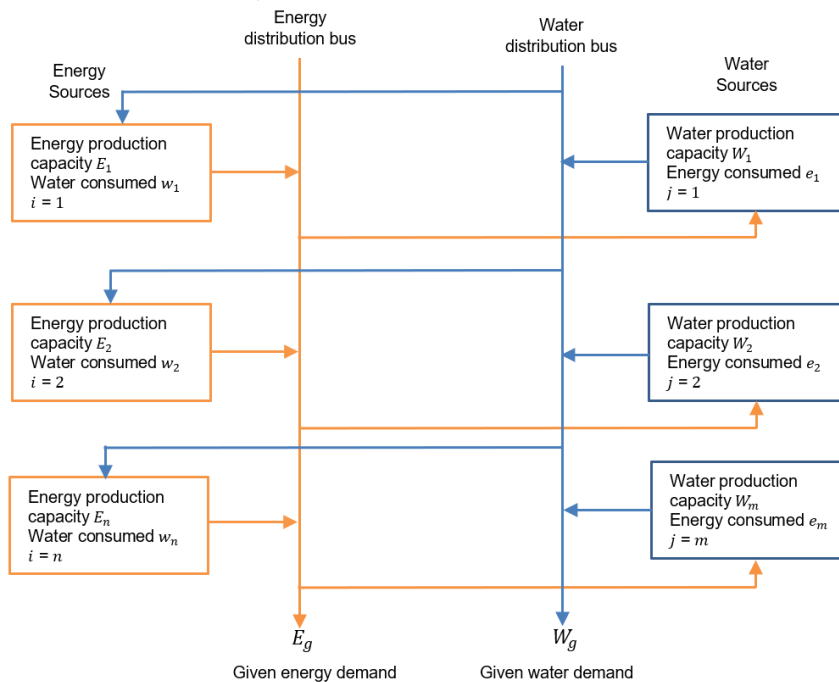 Energy
distribution bus
Water
distribution bus
Energy
Sources
Water
Sources
Energy production
capacity E₁
Water consumed w₁
i = 1
Water production
capacity W₁
Energy consumed e₁
j = 1
Energy production
capacity E₂
Water consumed w₂
i = 2
Water production
capacity W₂
Energy consumed e₂
j = 2
Energy production
capacity Eₙ
Water consumed wₙ
i = n
Water production
capacity Wₘ
Energy consumed eₘ
j = m
E_g
Given energy demand
W_g
Given water demand